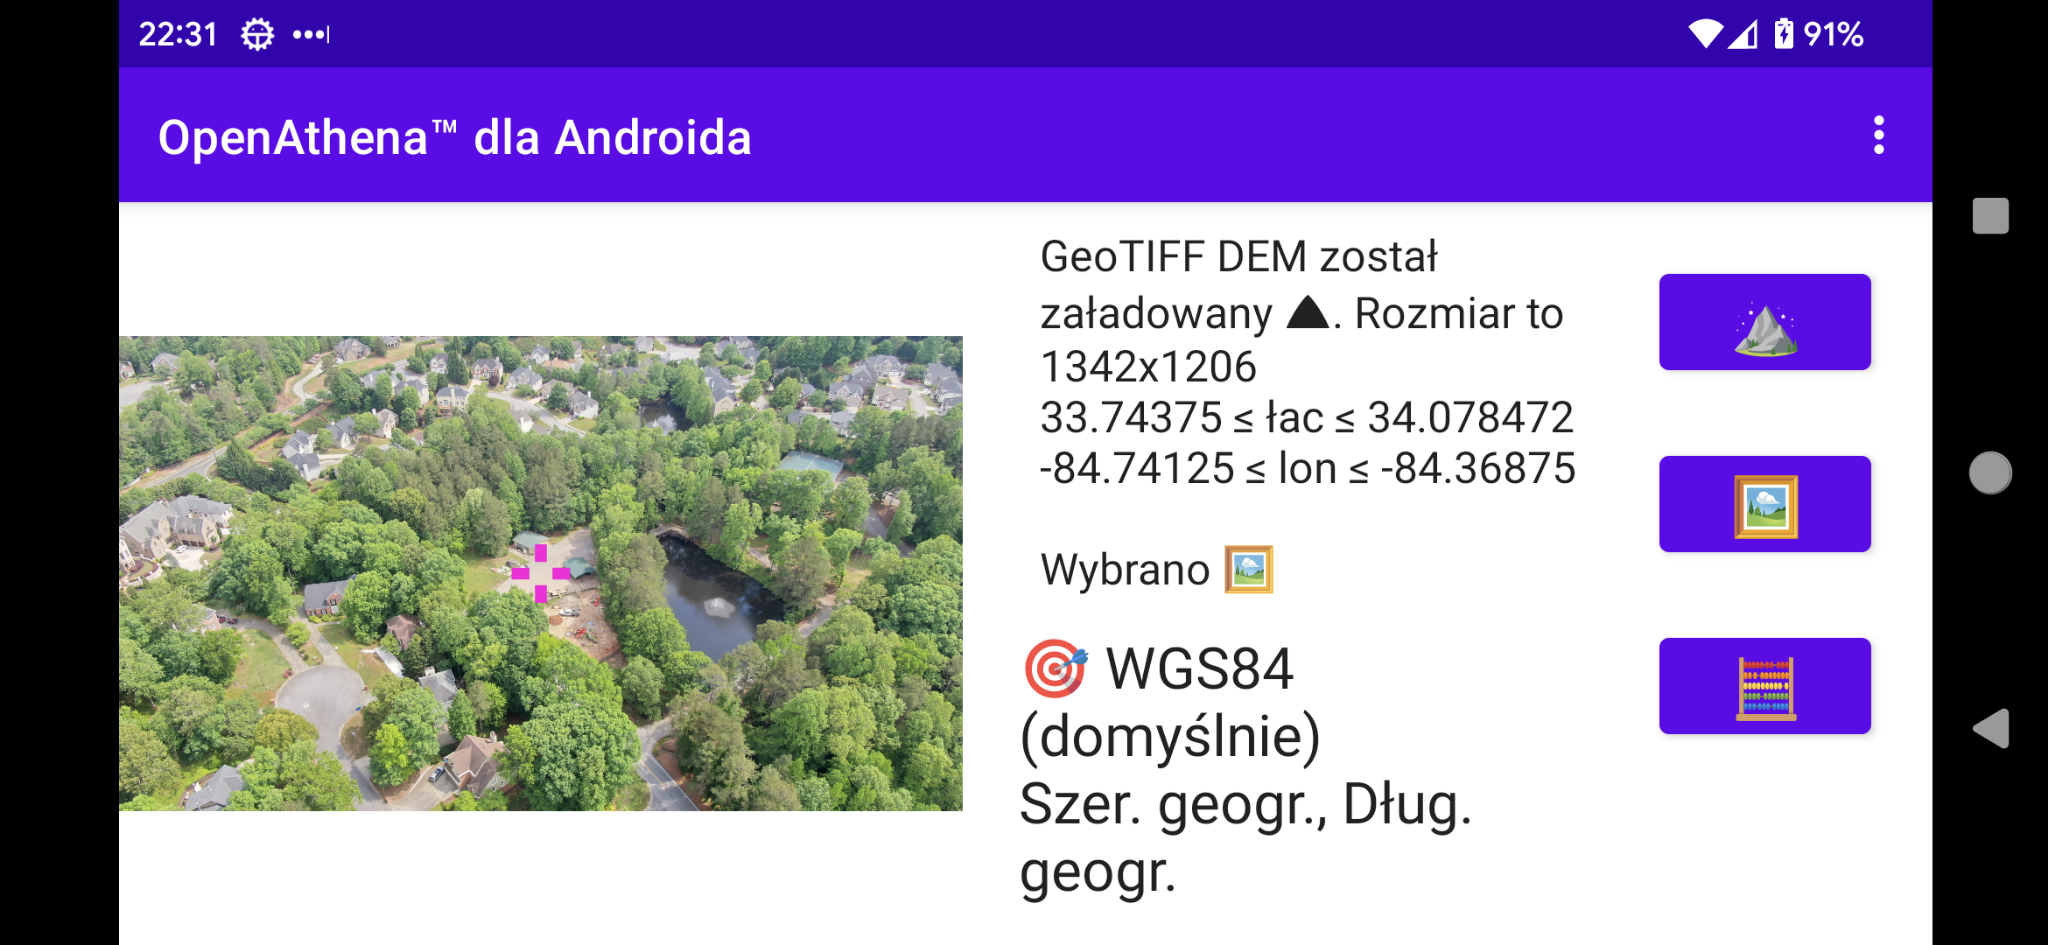 22:31
91%
OpenAthena™ dla Androida
GeoTIFF DEM został
załadowany ▲. Rozmiar to
1342x1206
33.74375 ≤ łac ≤ 34.078472
-84.74125 ≤ lon ≤ -84.36875
Wybrano 🖼️
🎯 WGS84
(domyślnie)
Szer. geogr., Dług.
geogr.